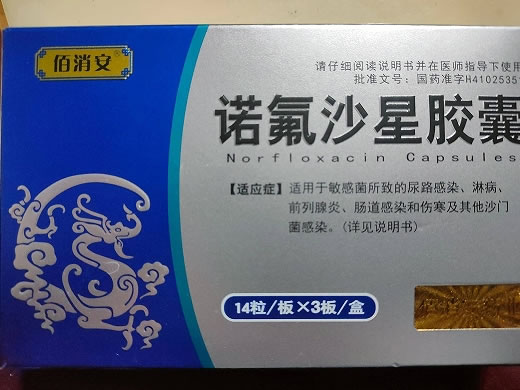 佰消安
请仔细阅读说明书并在医师指导下使用
批准文号：国药准字H4102535
诺氟沙星胶囊
Norfloxacin Capsules
【适应症】适用于敏感菌所致的尿路感染、淋病、
前列腺炎、肠道感染和伤寒及其他沙门
菌感染。（详见说明书）
14粒/板×3板/盒